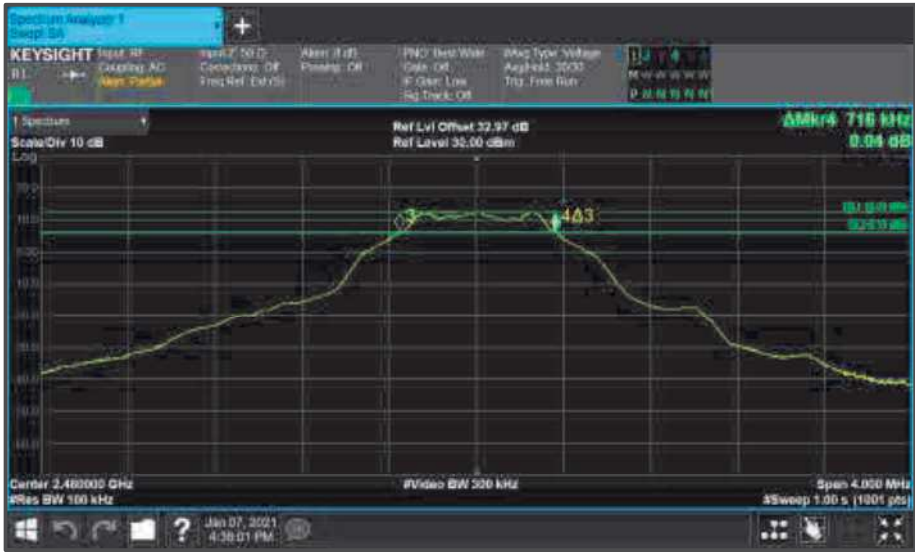 Spectrum Analyzer 1
Swept SA
+
KEYSIGHT Input: RF
Coupling: AC
Align: Partial
Input Z: 50 Ω
Corrections: Off
Freq Ref: Ext (S)
Atten: 8 dB
Preamp: Off
PNO: Best Wide
Gate: Off
IF Gain: Low
Sig Track: Off
Avg Type: Voltage
Avg|Hold: 30/30
Trig: Free Run
1 Spectrum
Scale/Div 10 dB
Log
Ref Lvl Offset 32.97 dB
Ref Level 30.00 dBm
ΔMkr4 716 kHz
0.04 dB
3
4Δ3
Center 2.480000 GHz
#Res BW 100 kHz
#Video BW 300 kHz
Span 4.000 MHz
#Sweep 1.00 s (1001 pts)
?
Jan 07, 2021
4:38:01 PM